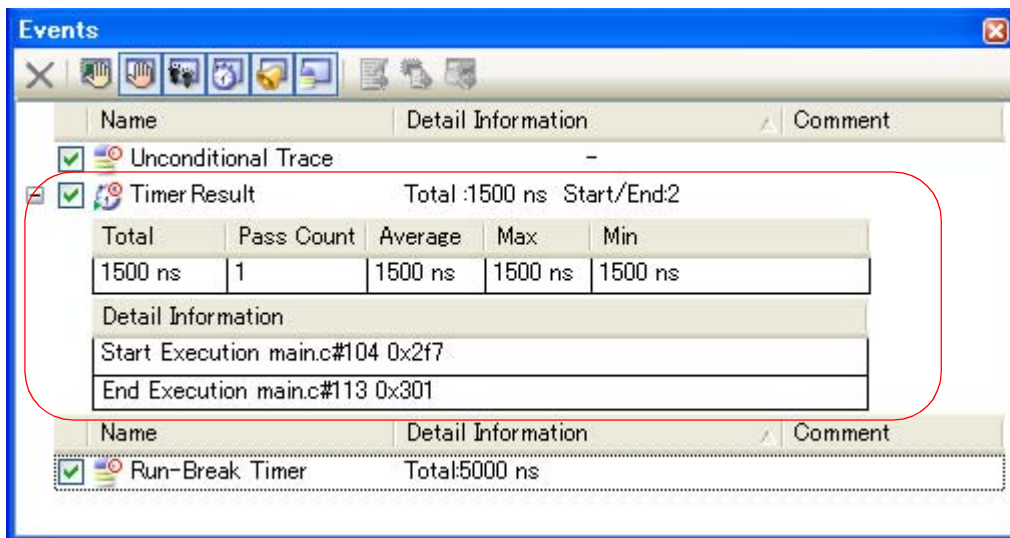 Events
Name Detail Information Comment
Unconditional Trace -
Timer Result Total :1500 ns Start/End:2
Total Pass Count Average Max Min
1500 ns 1 1500 ns 1500 ns 1500 ns
Detail Information
Start Execution main.c#104 0x2f7
End Execution main.c#113 0x301
Name Detail Information Comment
Run-Break Timer Total:5000 ns